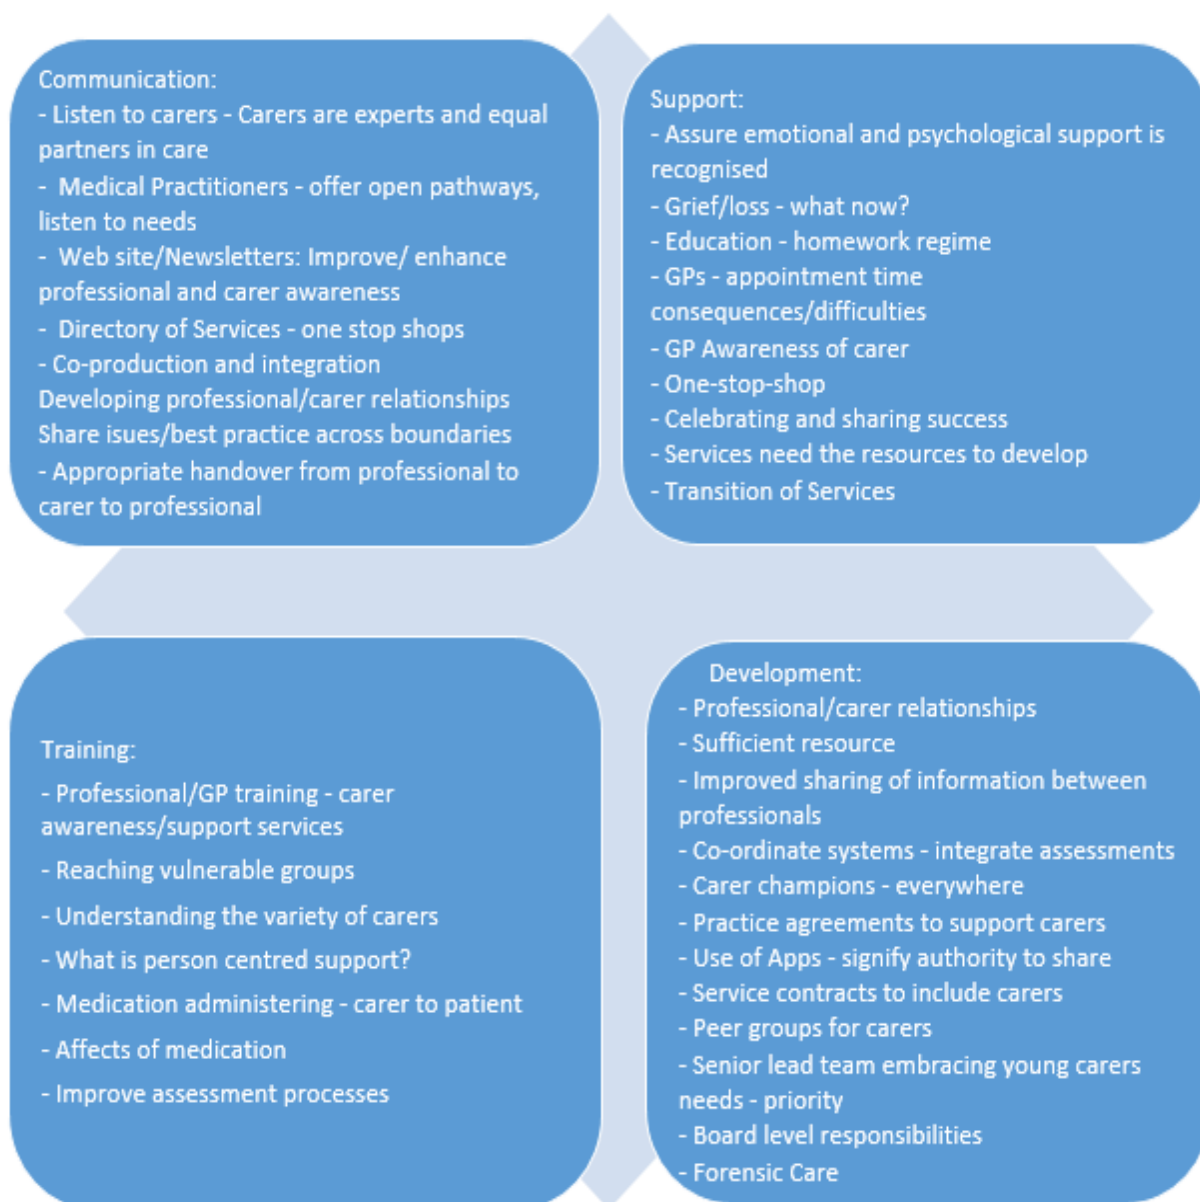 Communication:
- Listen to carers - Carers are experts and equal
partners in care
- Medical Practitioners - offer open pathways,
listen to needs
- Web site/Newsletters: Improve/ enhance
professional and carer awareness
- Directory of Services - one stop shops
- Co-production and integration
Developing professional/carer relationships
Share isues/best practice across boundaries
- Appropriate handover from professional to
carer to professional
Support:
- Assure emotional and psychological support is
recognised
- Grief/loss - what now?
- Education - homework regime
- GPs - appointment time
consequences/difficulties
- GP Awareness of carer
- One-stop-shop
- Celebrating and sharing success
- Services need the resources to develop
- Transition of Services
Training:
- Professional/GP training - carer
awareness/support services
- Reaching vulnerable groups
- Understanding the variety of carers
- What is person centred support?
- Medication administering - carer to patient
- Affects of medication
- Improve assessment processes
Development:
- Professional/carer relationships
- Sufficient resource
- Improved sharing of information between
professionals
- Co-ordinate systems - integrate assessments
- Carer champions - everywhere
- Practice agreements to support carers
- Use of Apps - signify authority to share
- Service contracts to include carers
- Peer groups for carers
- Senior lead team embracing young carers
needs - priority
- Board level responsibilities
- Forensic Care